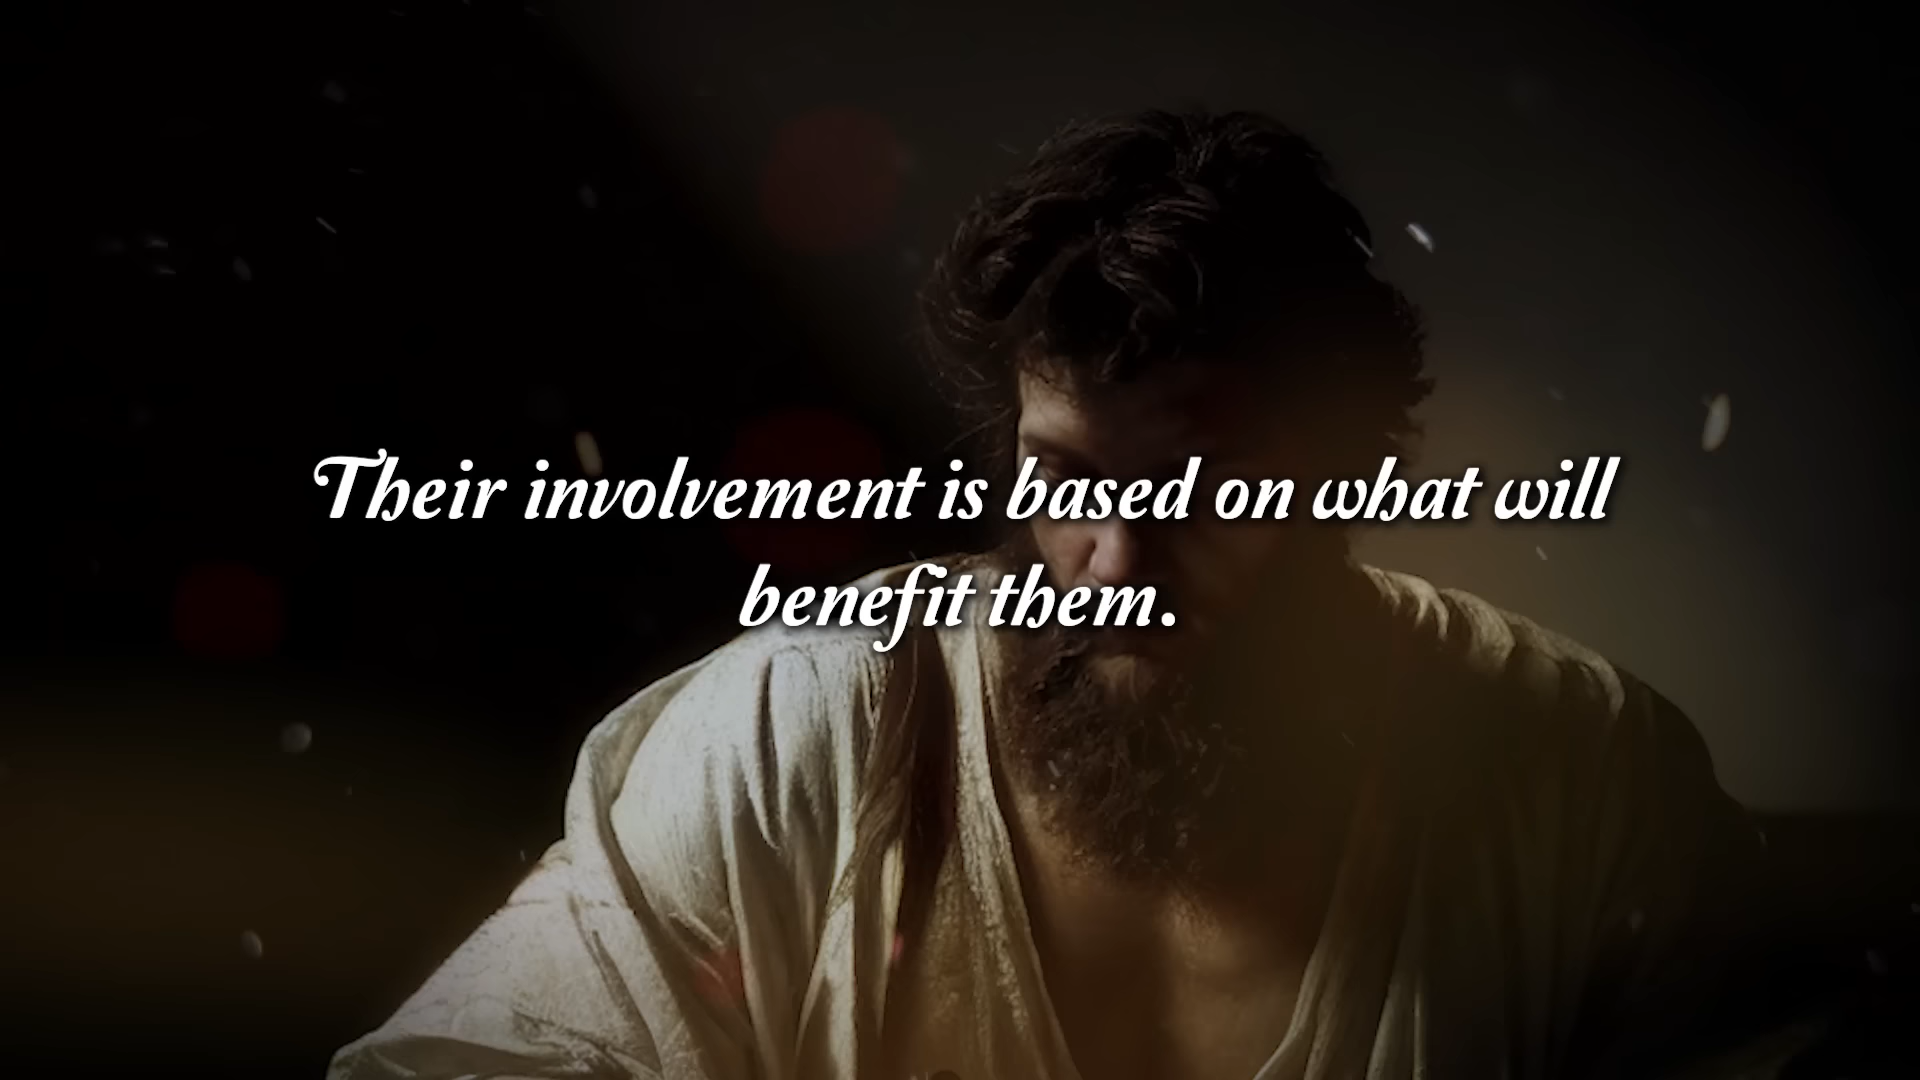 Their involvement is based on what will
benefit them.